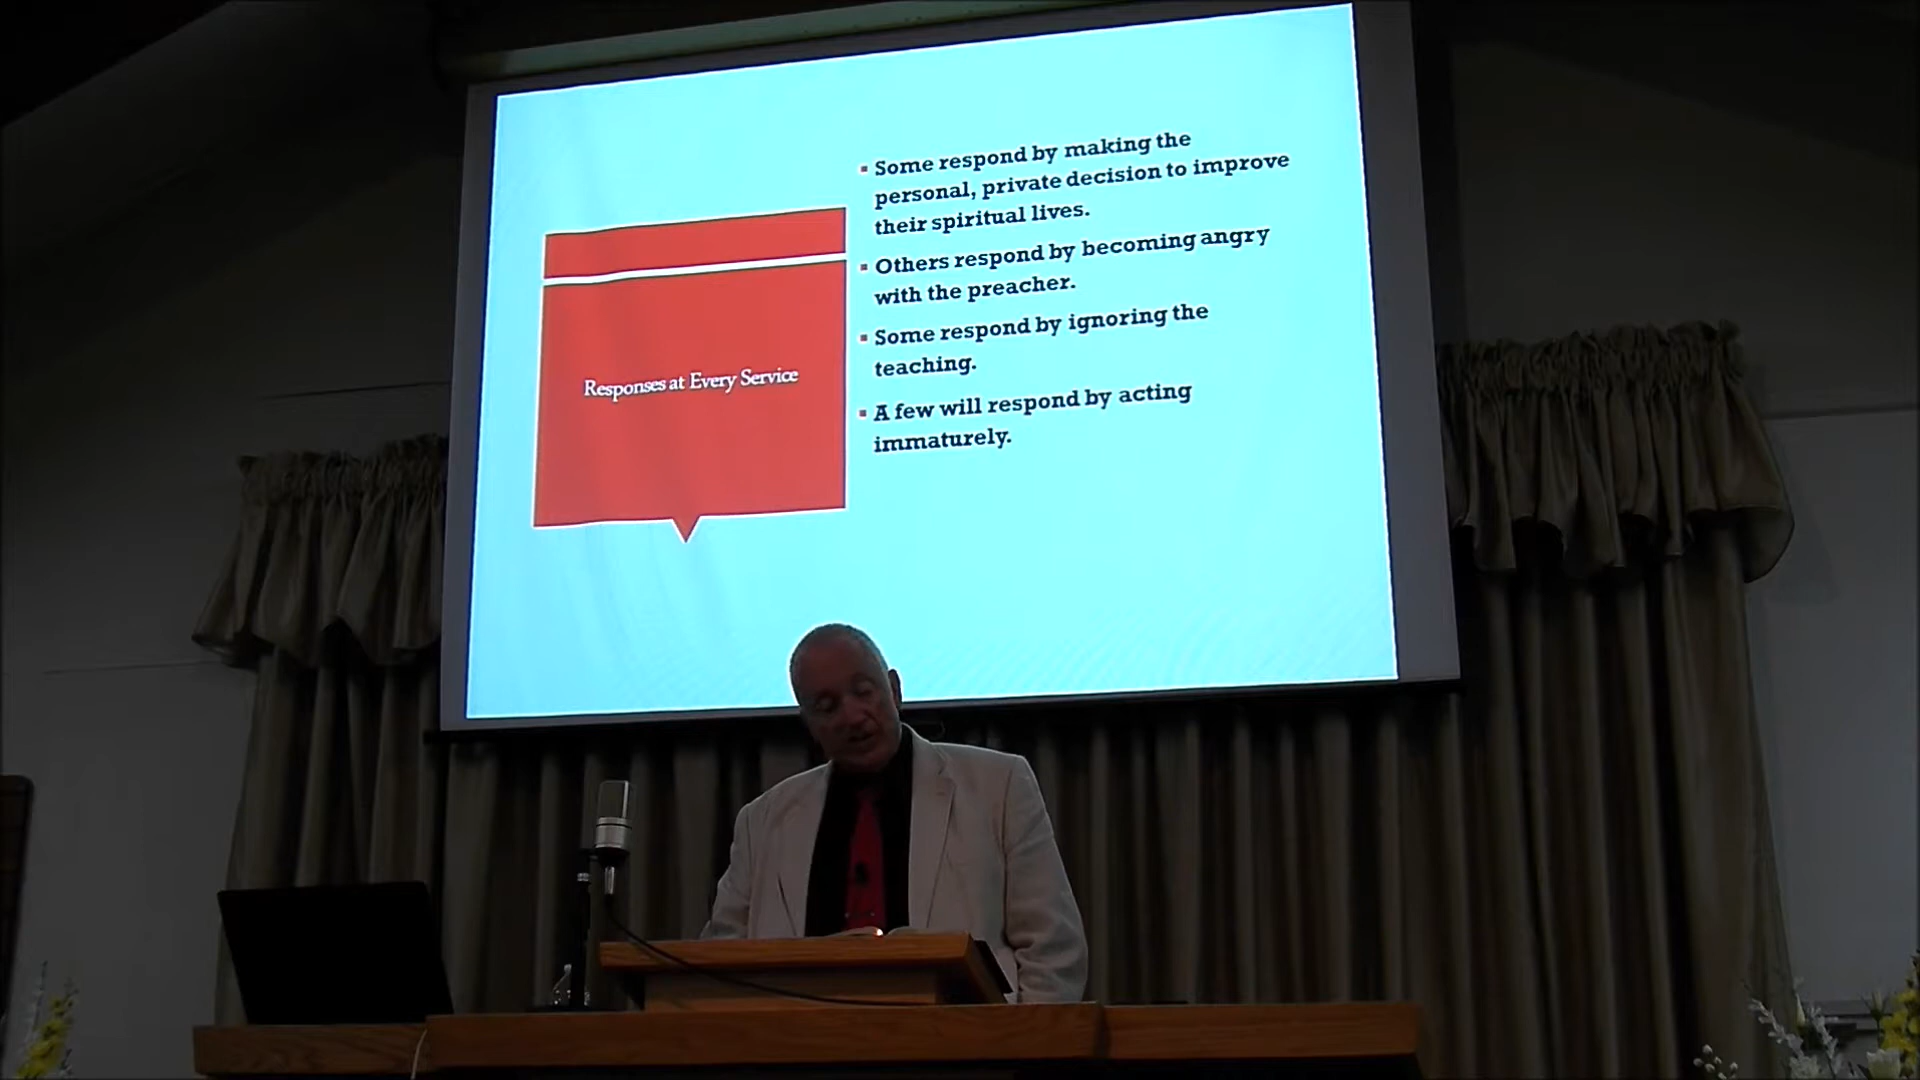 Responses at Every Service
▪ Some respond by making the
personal, private decision to improve
their spiritual lives.
▪ Others respond by becoming angry
with the preacher.
▪ Some respond by ignoring the
teaching.
▪ A few will respond by acting
immaturely.